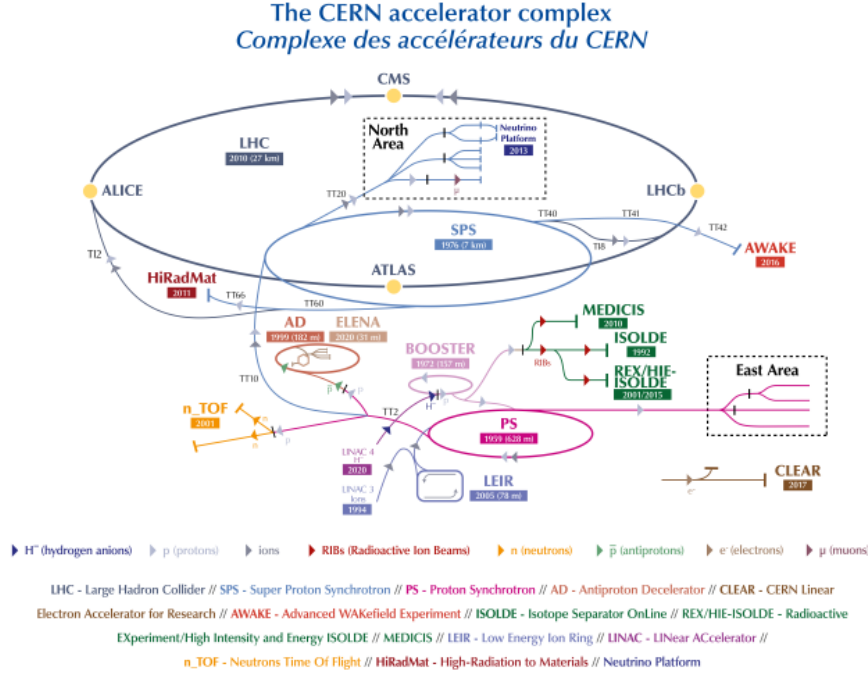 The CERN accelerator complex
Complexe des accélérateurs du CERN
CMS
North
Area
Neutrino
Platform
2013
LHC
2010 (27 km)
μ
ALICE
LHCb
TT20
TT40
TT41
TT42
SPS
1976 (7 km)
TI8
AWAKE
2016
TI2
HiRadMat
2011
TT66
ATLAS
TT60
MEDICIS
2010
AD
1999 (182 m)
ELENA
2020 (31 m)
BOOSTER
1972 (157 m)
ISOLDE
1992
RIBs
REX/HIE-
ISOLDE
2001/2015
East Area
TT10
p
p
p
H⁻
TT2
n_TOF
2001
n
n
p
PS
1959 (628 m)
LINAC 4
H⁻
2020
LINAC 3
Ions
1994
LEIR
2005 (78 m)
e⁻
CLEAR
2017
H⁻ (hydrogen anions)
p (protons)
ions
RIBs (Radioactive Ion Beams)
n (neutrons)
p̅ (antiprotons)
e⁻ (electrons)
μ (muons)
LHC - Large Hadron Collider // SPS - Super Proton Synchrotron // PS - Proton Synchrotron // AD - Antiproton Decelerator // CLEAR - CERN Linear
Electron Accelerator for Research // AWAKE - Advanced WAKefield Experiment // ISOLDE - Isotope Separator OnLine // REX/HIE-ISOLDE - Radioactive
EXperiment/High Intensity and Energy ISOLDE // MEDICIS // LEIR - Low Energy Ion Ring // LINAC - LINear ACcelerator //
n_TOF - Neutrons Time Of Flight // HiRadMat - High-Radiation to Materials // Neutrino Platform